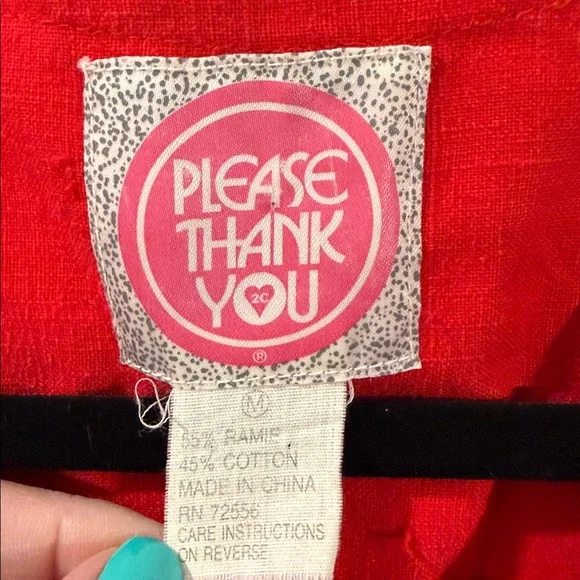 PLEASE
THANK
YOU
2C
®
M
55% RAMIE
45% COTTON
MADE IN CHINA
RN 72556
CARE INSTRUCTIONS
ON REVERSE